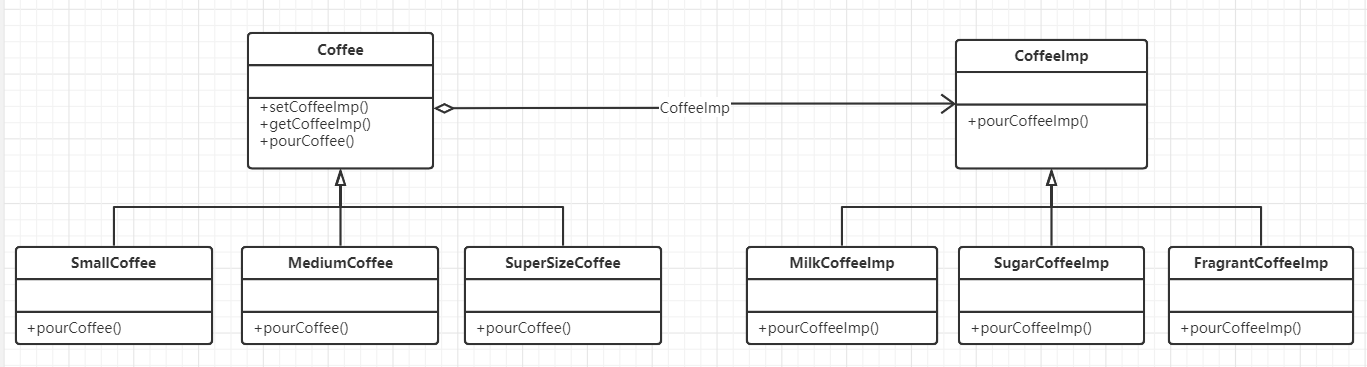 Coffee
+setCoffeeImp()
+getCoffeeImp()
+pourCoffee()
CoffeeImp
CoffeeImp
+pourCoffeeImp()
SmallCoffee
+pourCoffee()
MediumCoffee
+pourCoffee()
SuperSizeCoffee
+pourCoffee()
MilkCoffeeImp
+pourCoffeeImp()
SugarCoffeeImp
+pourCoffeeImp()
FragrantCoffeeImp
+pourCoffeeImp()